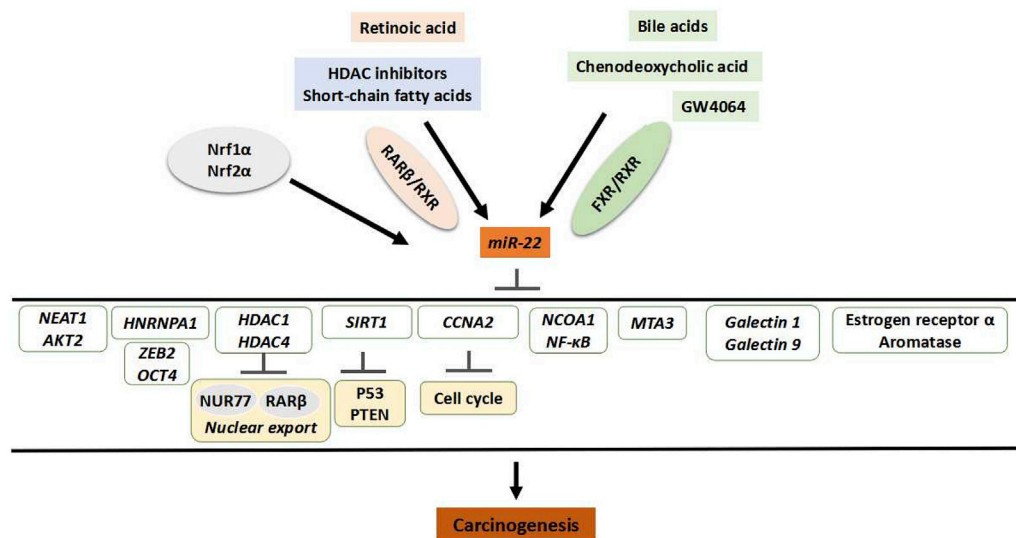 Retinoic acid
HDAC inhibitors
Short-chain fatty acids
Bile acids
Chenodeoxycholic acid
GW4064
Nrf1α
Nrf2α
RARβ/RXR
FXR/RXR
miR-22
NEAT1
AKT2
HNRNPA1
ZEB2
OCT4
HDAC1
HDAC4
NUR77
RARβ
Nuclear export
SIRT1
P53
PTEN
CCNA2
Cell cycle
NCOA1
NF-κB
MTA3
Galectin 1
Galectin 9
Estrogen receptor α
Aromatase
Carcinogenesis